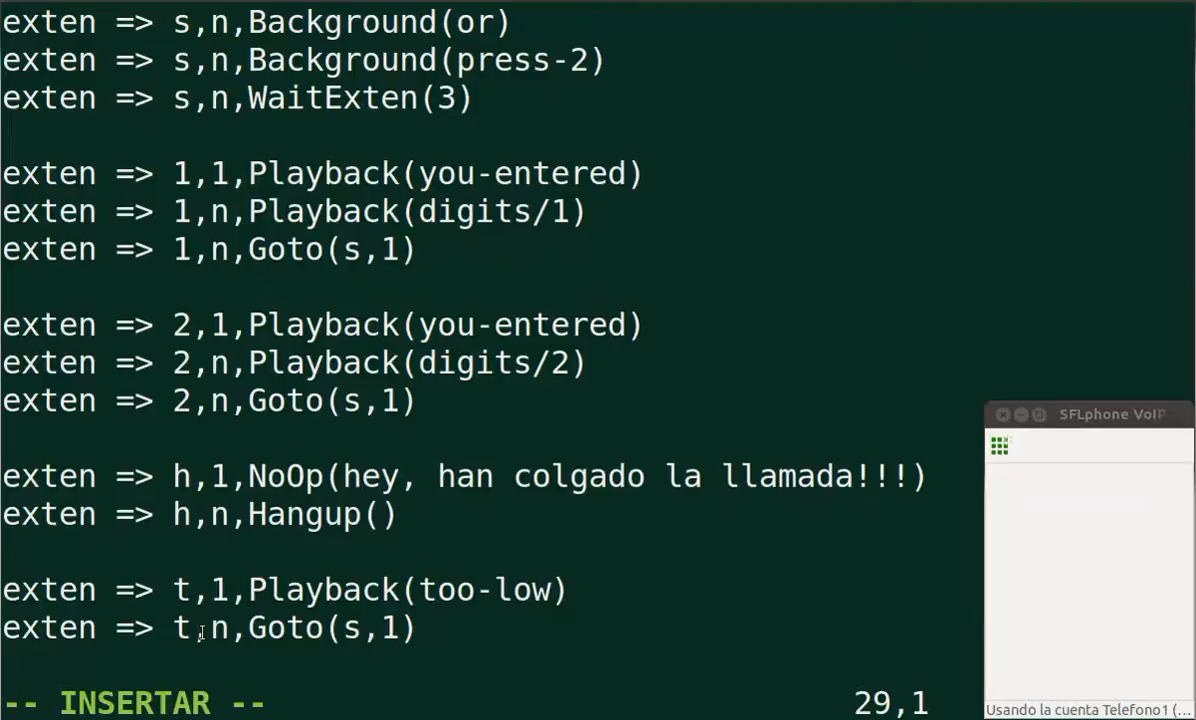 exten => s,n,Background(or)
exten => s,n,Background(press-2)
exten => s,n,WaitExten(3)
exten => 1,1,Playback(you-entered)
exten => 1,n,Playback(digits/1)
exten => 1,n,Goto(s,1)
exten => 2,1,Playback(you-entered)
exten => 2,n,Playback(digits/2)
exten => 2,n,Goto(s,1)
exten => h,1,NoOp(hey, han colgado la llamada!!!)
exten => h,n,Hangup()
exten => t,1,Playback(too-low)
exten => t,n,Goto(s,1)
-- INSERTAR -- 29,1
SFLphone VoIP
Usando la cuenta Telefono1 (...